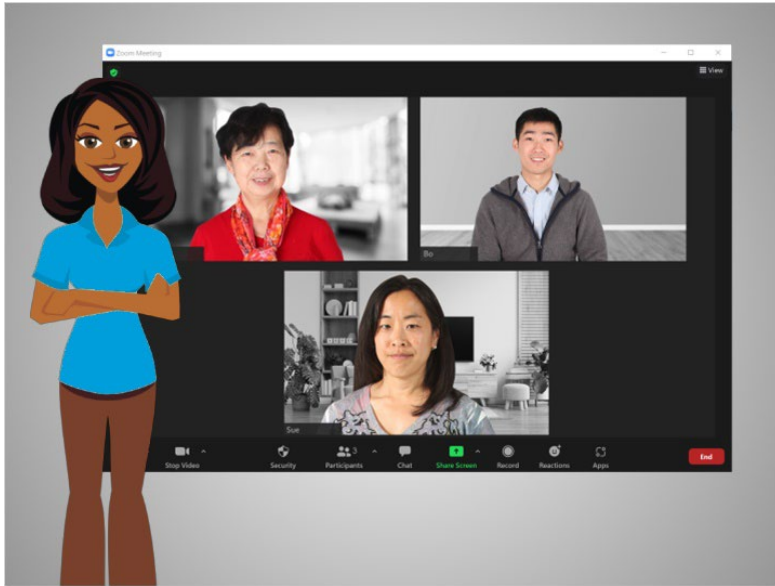 Zoom Meeting
View
Bo
Sue
3
Stop Video
Security
Participants
Chat
Share Screen
Record
Reactions
Apps
End